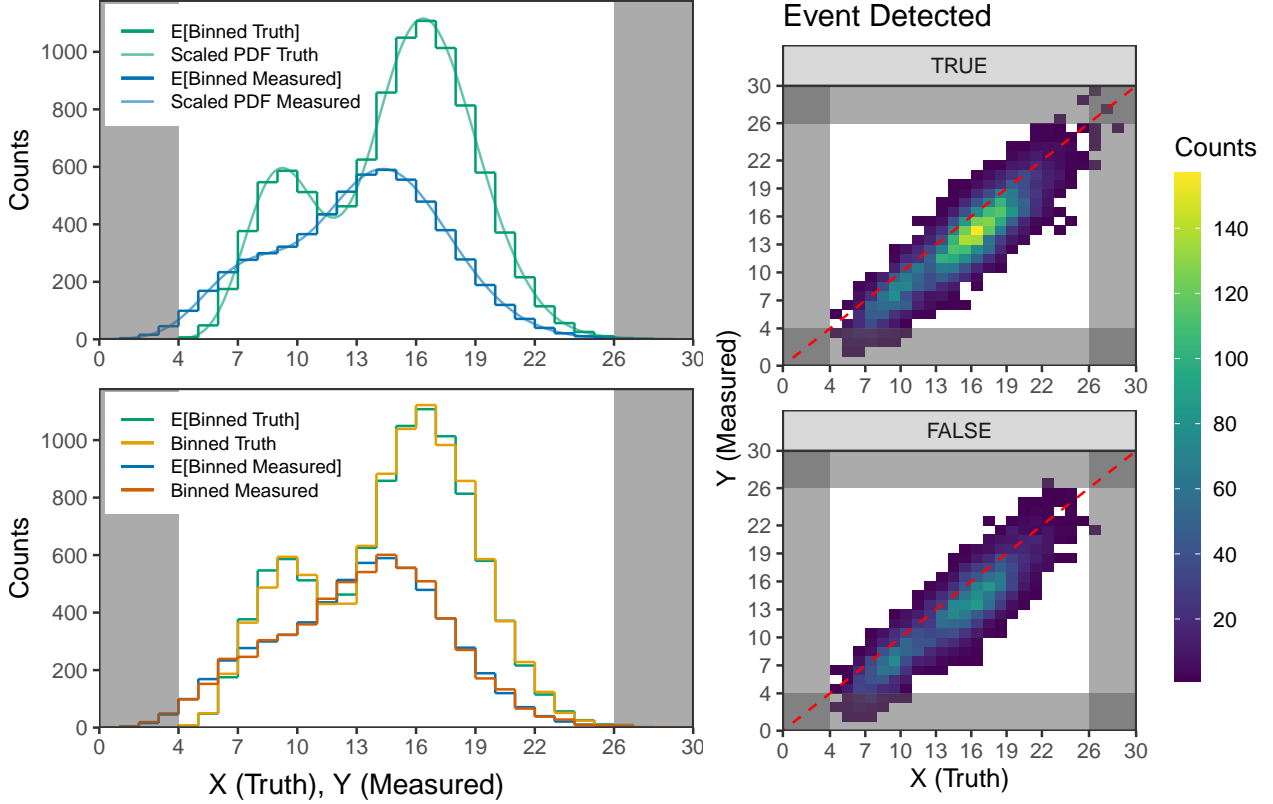 E[Binned Truth]
Scaled PDF Truth
E[Binned Measured]
Scaled PDF Measured
Counts
1000
800
600
400
200
0
0 4 7 10 13 16 19 22 26 30
E[Binned Truth]
Binned Truth
E[Binned Measured]
Binned Measured
Counts
1000
800
600
400
200
0
0 4 7 10 13 16 19 22 26 30
X (Truth), Y (Measured)
Event Detected
TRUE
30
26
22
19
16
13
10
7
4
0
0 4 7 10 13 16 19 22 26 30
Y (Measured)
FALSE
30
26
22
19
16
13
10
7
4
0
0 4 7 10 13 16 19 22 26 30
X (Truth)
Counts
140
120
100
80
60
40
20